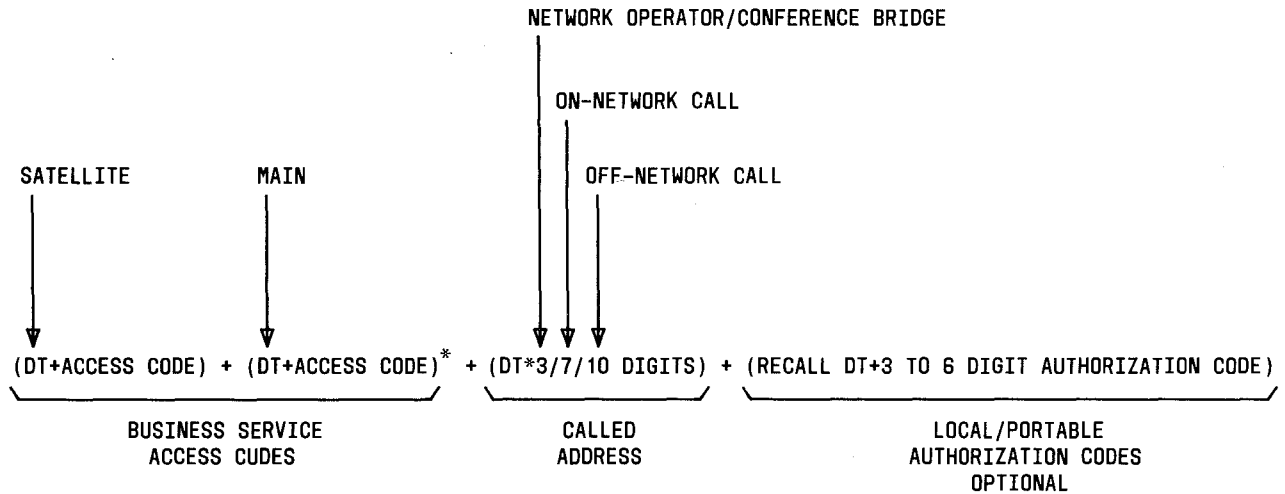 NETWORK OPERATOR/CONFERENCE BRIDGE
ON-NETWORK CALL
SATELLITE MAIN OFF-NETWORK CALL
(DT+ACCESS CODE) + (DT+ACCESS CODE)* + (DT*3/7/10 DIGITS) + (RECALL DT+3 TO 6 DIGIT AUTHORIZATION CODE)
BUSINESS SERVICE CALLED LOCAL/PORTABLE
ACCESS CUDES ADDRESS AUTHORIZATION CODES
OPTIONAL